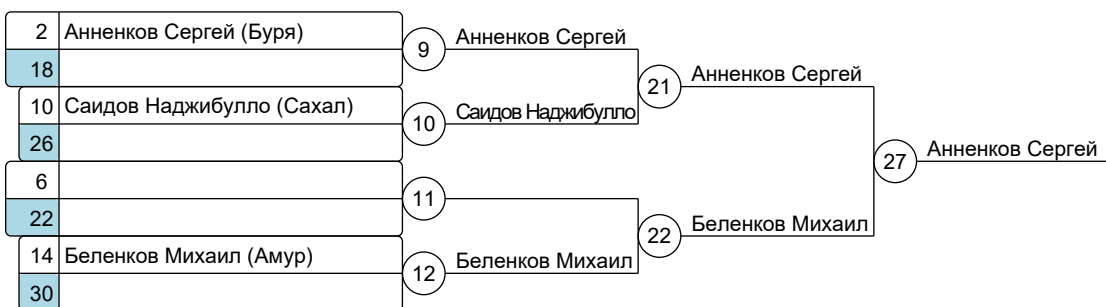 2 Анненков Сергей (Буря)
18
9 Анненков Сергей
10 Саидов Наджибулло (Сахал)
26
10 Саидов Наджибулло
21 Анненков Сергей
6
22
11
14 Беленков Михаил (Амур)
30
12 Беленков Михаил
22 Беленков Михаил
27 Анненков Сергей